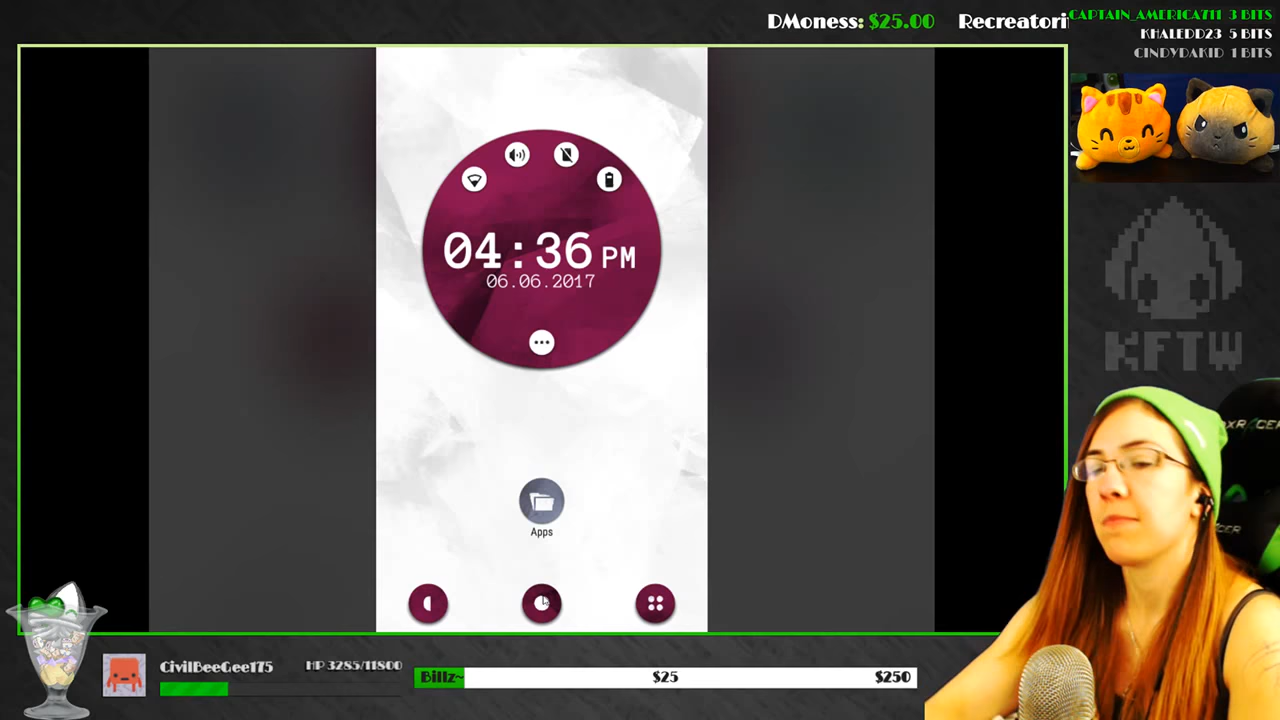 DMoness: $25.00 Recreatori
CAPTAIN_AMERICA711 3 BITS
KHALEDD23 5 BITS
CINDYDAKID 1 BITS
04:36 PM
06.06.2017
KFTW
Apps
CivilBeeGee175 HP 3285/11800
Billz~ $25 $250